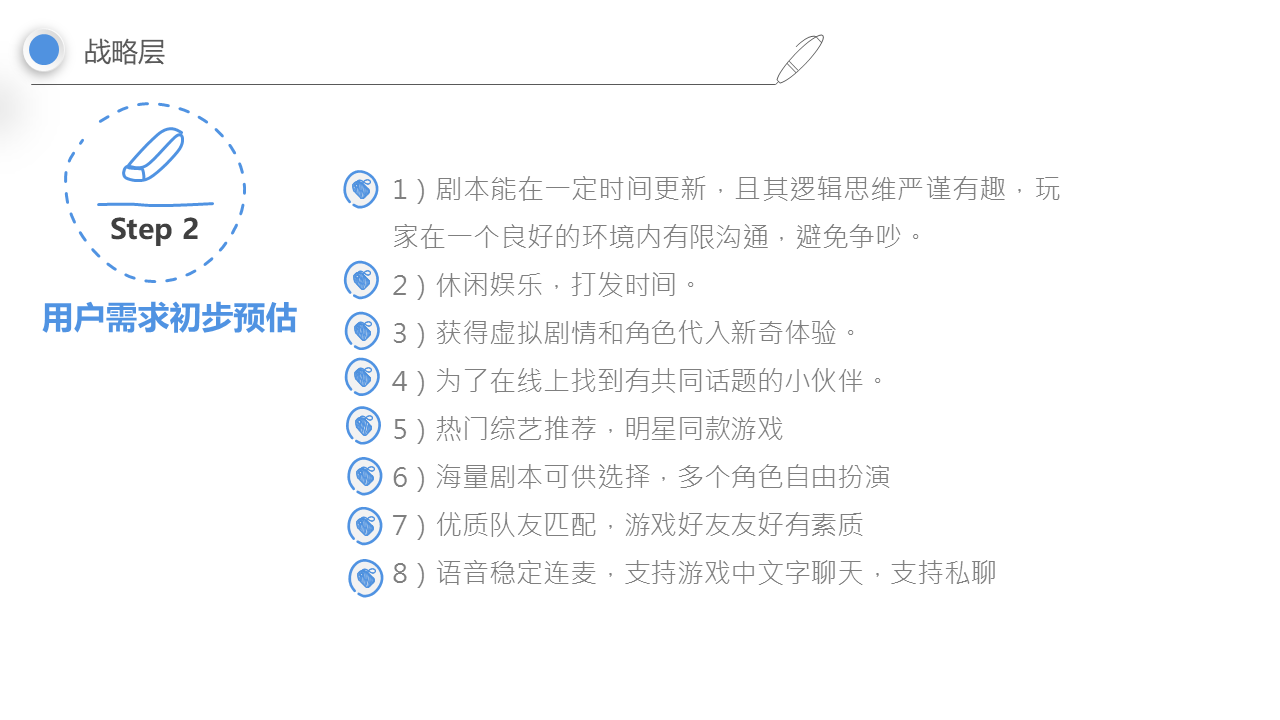 战略层
Step 2
用户需求初步预估
1）剧本能在一定时间更新，且其逻辑思维严谨有趣，玩
家在一个良好的环境内有限沟通，避免争吵。
2）休闲娱乐，打发时间。
3）获得虚拟剧情和角色代入新奇体验。
4）为了在线上找到有共同话题的小伙伴。
5）热门综艺推荐，明星同款游戏
6）海量剧本可供选择，多个角色自由扮演
7）优质队友匹配，游戏好友友好有素质
8）语音稳定连麦，支持游戏中文字聊天，支持私聊